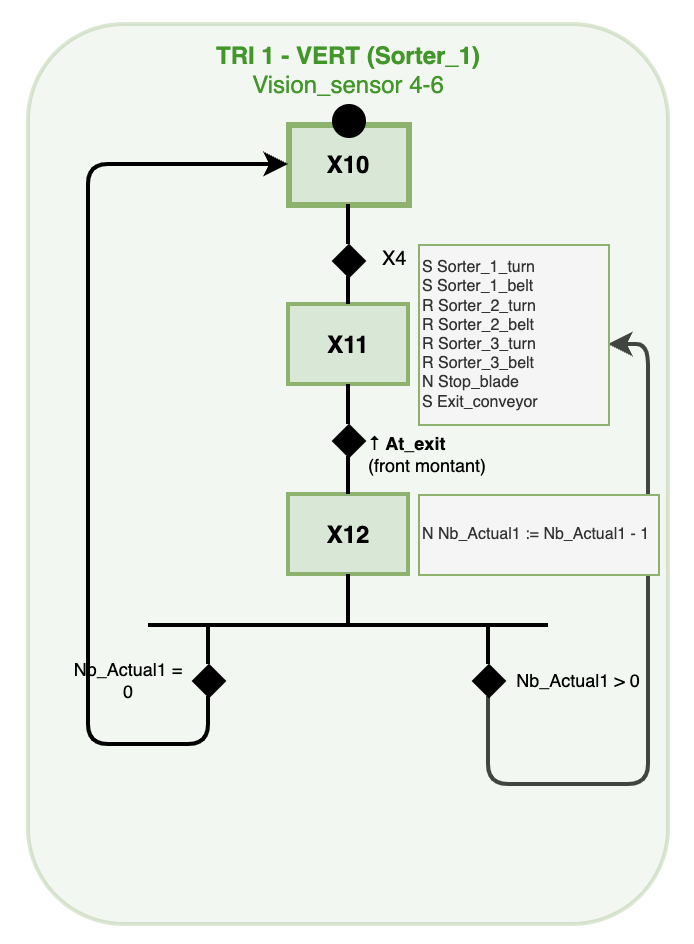 TRI 1 - VERT (Sorter_1)
Vision_sensor 4-6
X10
X4
S Sorter_1_turn
S Sorter_1_belt
R Sorter_2_turn
R Sorter_2_belt
R Sorter_3_turn
R Sorter_3_belt
N Stop_blade
S Exit_conveyor
X11
↑ At_exit
(front montant)
X12
N Nb_Actual1 := Nb_Actual1 - 1
Nb_Actual1 =
0
Nb_Actual1 > 0